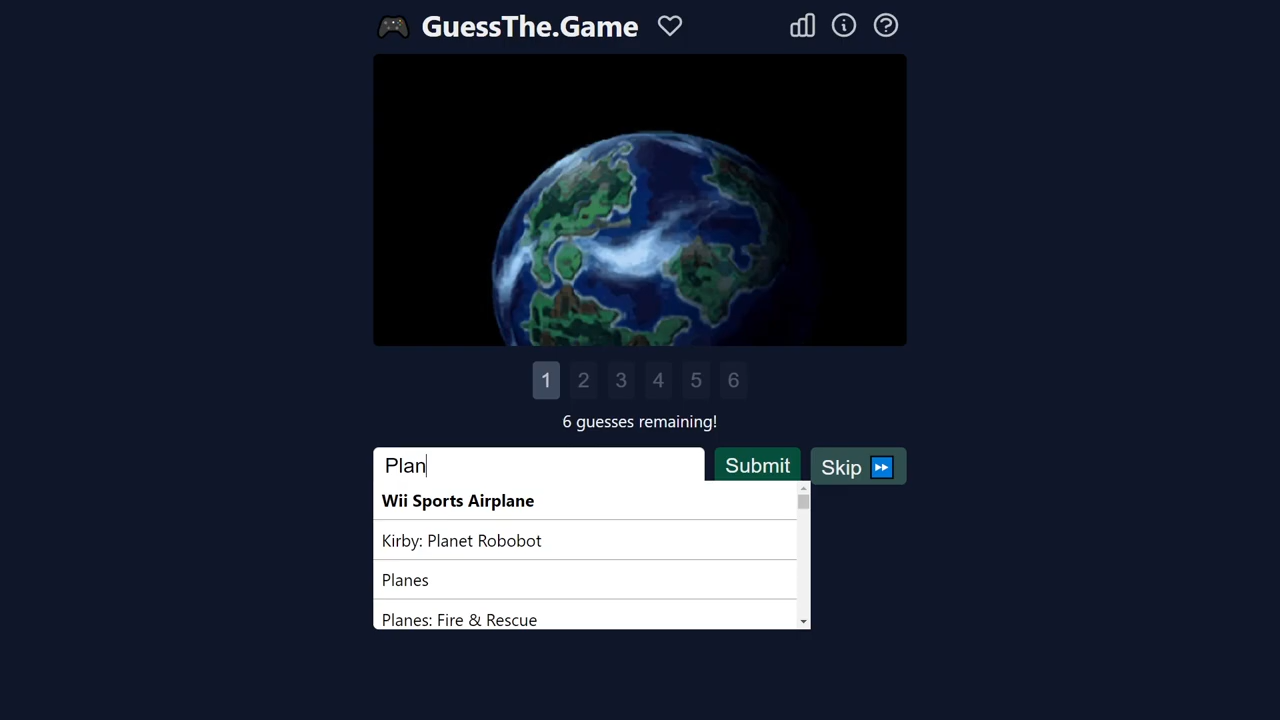 GuessThe.Game
1 2 3 4 5 6
6 guesses remaining!
Plan
Submit
Skip
Wii Sports Airplane
Kirby: Planet Robobot
Planes
Planes: Fire & Rescue